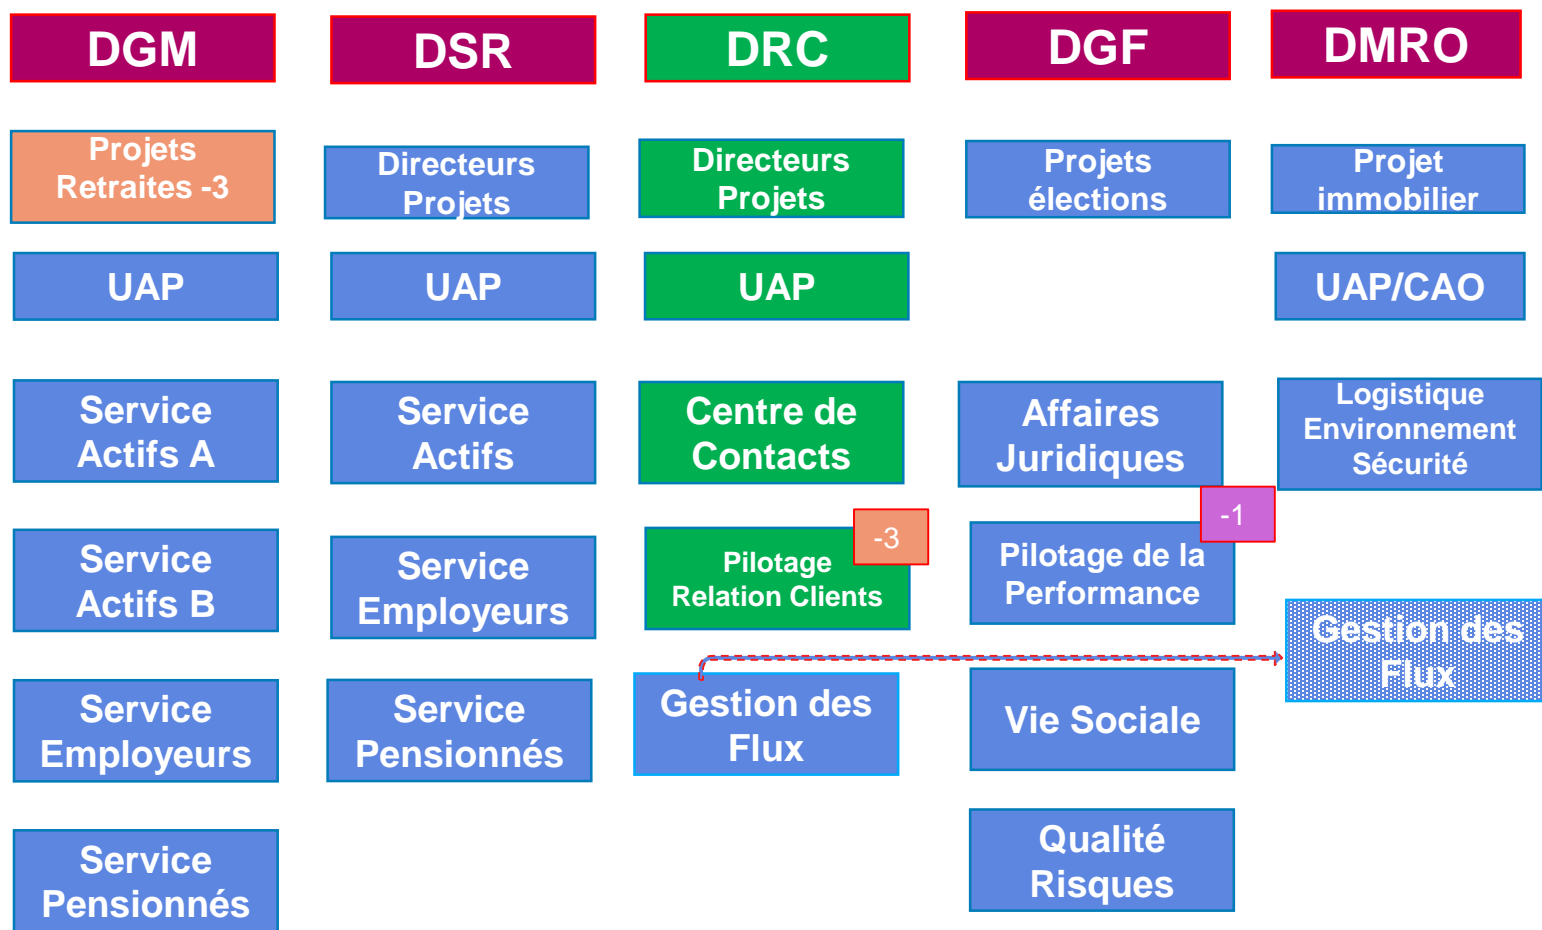 DGM
Projets
Retraites -3
UAP
Service
Actifs A
Service
Actifs B
Service
Employeurs
Service
Pensionnés
DSR
Directeurs
Projets
UAP
Service
Actifs
Service
Employeurs
Service
Pensionnés
DRC
Directeurs
Projets
UAP
Centre de
Contacts
-3
Pilotage
Relation Clients
Gestion des
Flux
DGF
Projets
élections
Affaires
Juridiques
-1
Pilotage de la
Performance
Vie Sociale
Qualité
Risques
DMRO
Projet
immobilier
UAP/CAO
Logistique
Environnement
Sécurité
Gestion des
Flux